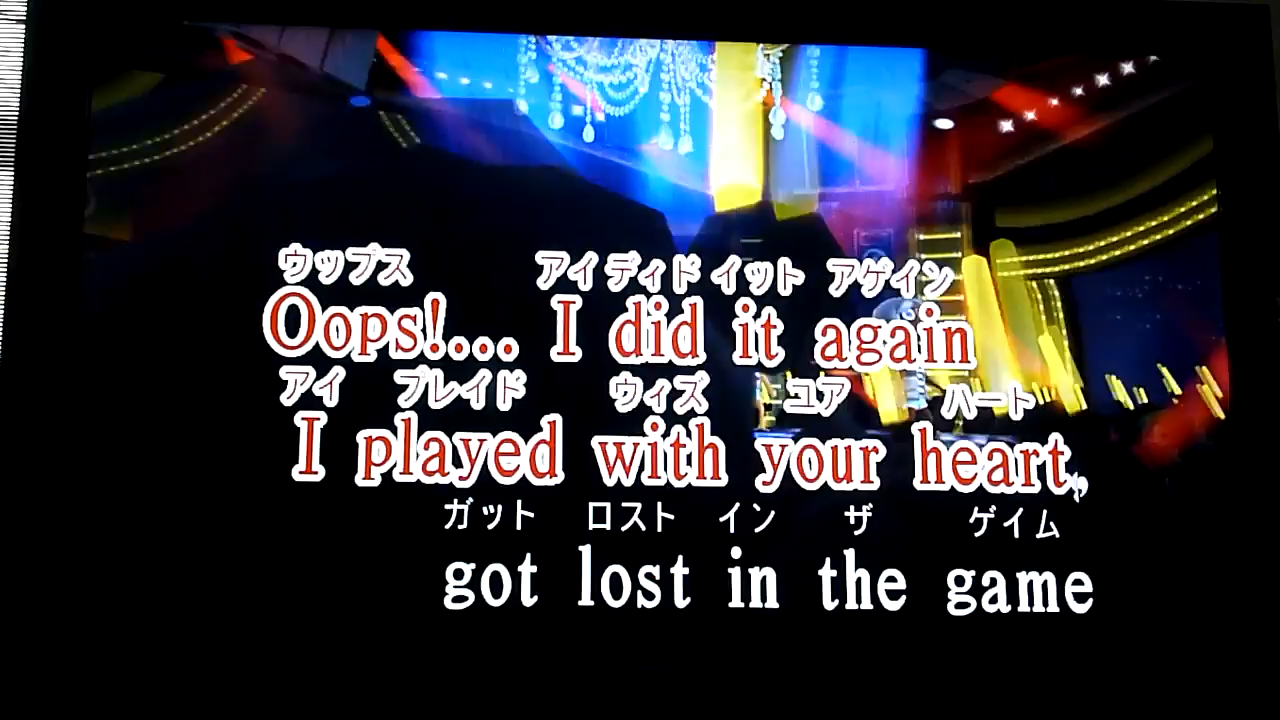 ウップス アイ ディド イット アゲイン
Oops!... I did it again
アイ プレイド ウィズ ユア ハート
I played with your heart,
ガット ロスト イン ザ ゲイム
got lost in the game